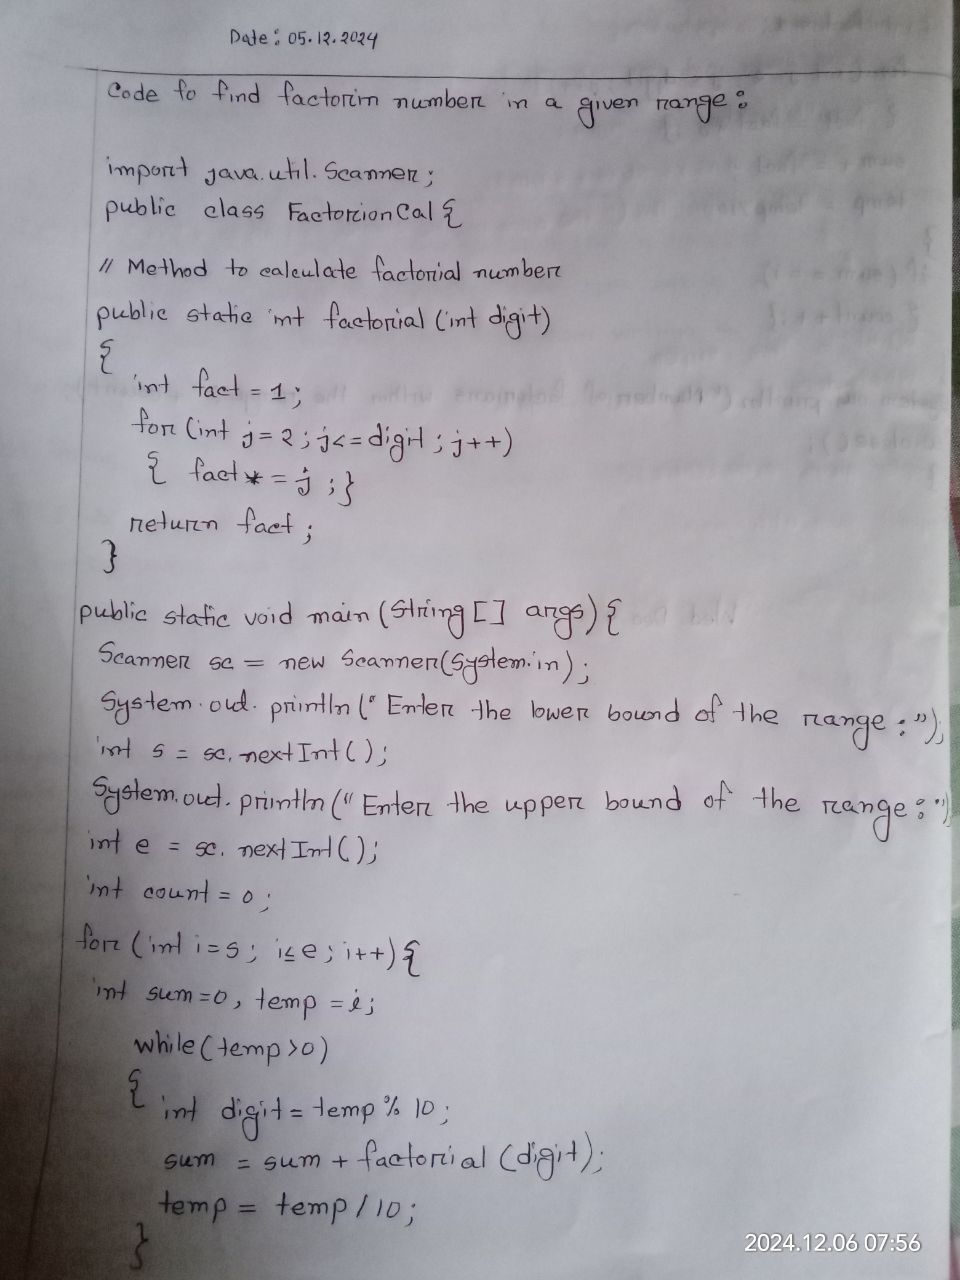 Date: 05.12.2024
Code to find factorin number in a given range:
import java.util.Scanner;
public class FactorcionCal{
// Method to calculate factorial number
public static int factorial (int digit)
{
int fact = 1;
for (int j=2; j<=digit; j++)
{ fact*=j;}
return fact;
}
public static void main (String [] args) {
Scanner sc = new Scanner(System.in);
System.out.println ("Enter the lower bound of the range:");
int s = sc.nextInt();
System.out.println ("Enter the upper bound of the range:")
int e = sc.nextInt();
int count = 0;
for (int i=s; i≤e; i++){
int sum=0, temp=i;
while (temp>0)
{
int digit = temp % 10;
sum = sum + factorial (digit);
temp = temp / 10;
}
2024.12.06 07:56